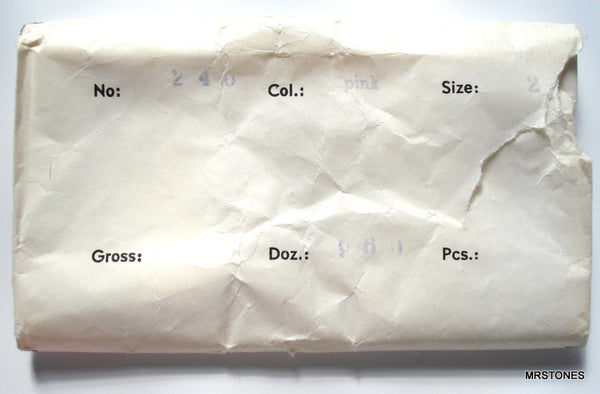 No: 240 Col.: pink Size: 2
Gross: Doz.: 960 Pcs.:
MRSTONES